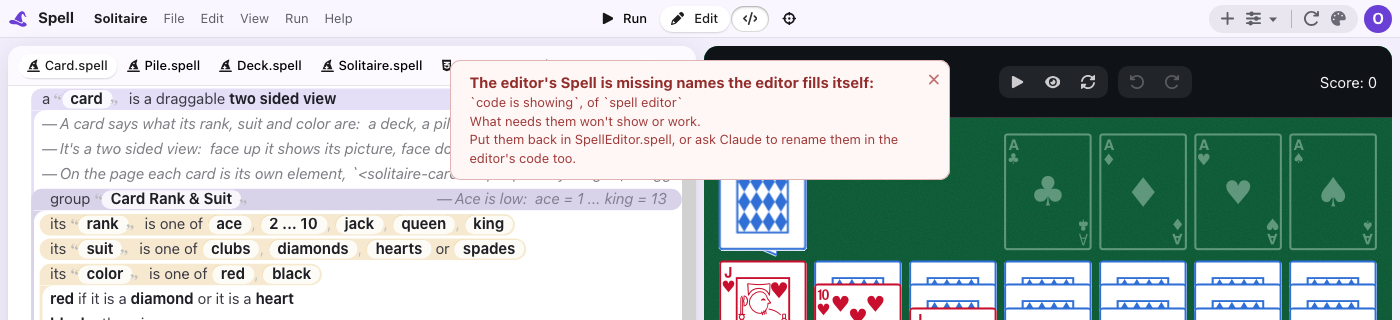 Spell Solitaire File Edit View Run Help Run Edit </> O
Card.spell Pile.spell Deck.spell Solitaire.spell
The editor's Spell is missing names the editor fills itself:
`code is showing`, of `spell editor`
What needs them won't show or work.
Put them back in SpellEditor.spell, or ask Claude to rename them in the
editor's code too.
Score: 0
a “ card ” is a draggable two sided view
— A card says what its rank, suit and color are: a deck, a
— It's a two sided view: face up it shows its picture, face
— On the page each card is its own element, `<solitaire-
group Card Rank & Suit — Ace is low: ace = 1 ... king = 13
its “ rank ” is one of ace , 2 ... 10 , jack , queen , king
its “ suit ” is one of clubs , diamonds , hearts or spades
its “ color ” is one of red , black
red if it is a diamond or it is a heart
A A A A
A A A A
J
10